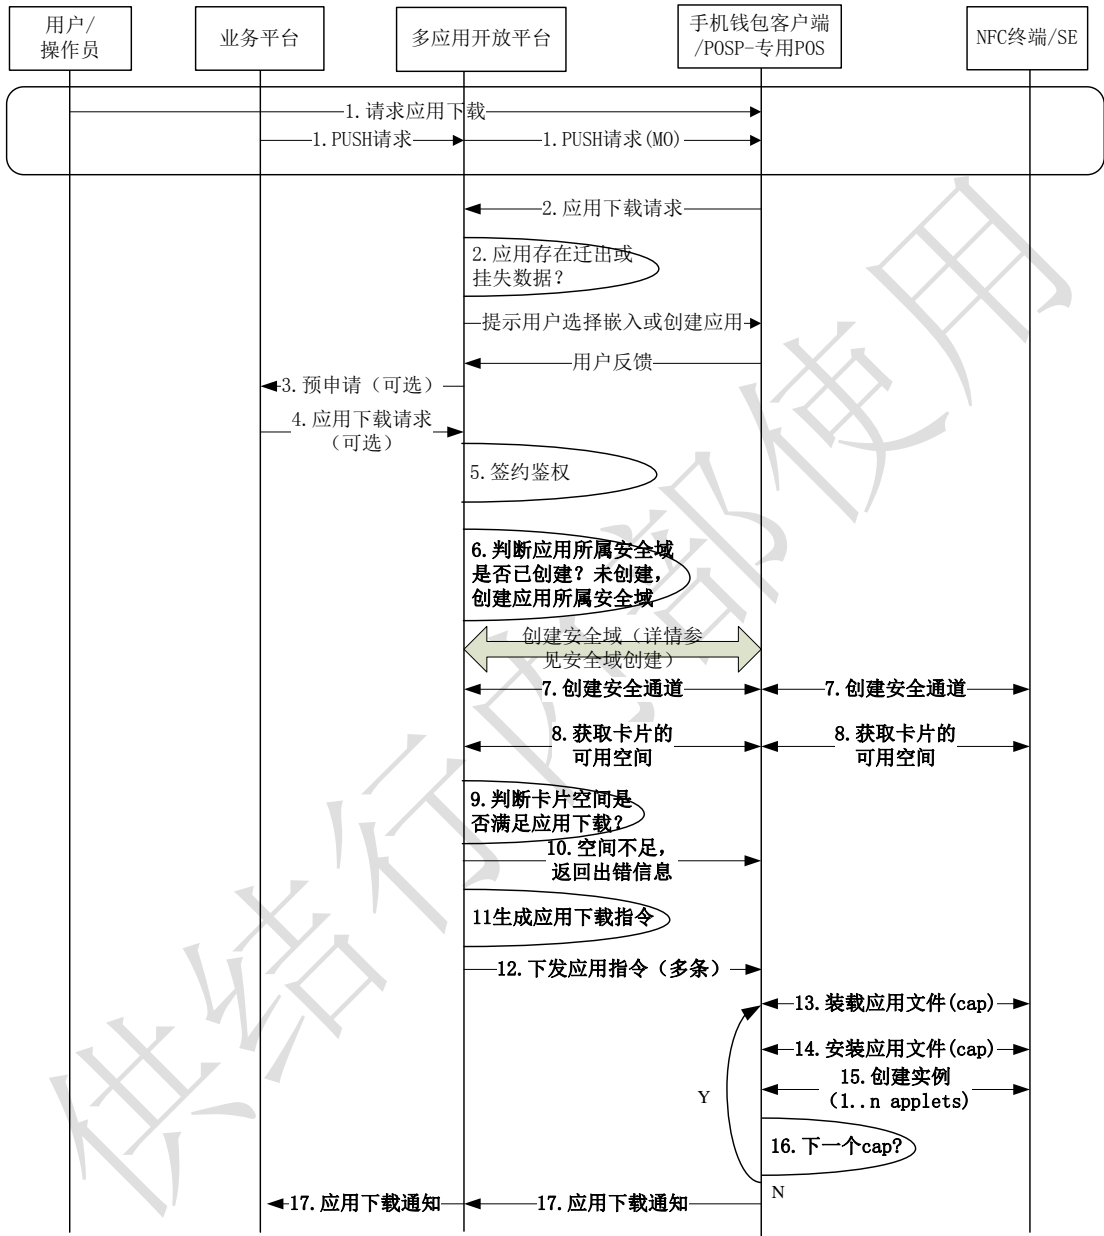 用户/
操作员
业务平台
多应用开放平台
手机钱包客户端
/POSP-专用POS
NFC终端/SE
1.请求应用下载
1.PUSH请求
1.PUSH请求(MO)
2.应用下载请求
2.应用存在迁出或
挂失数据?
提示用户选择嵌入或创建应用
用户反馈
3.预申请（可选）
4.应用下载请求
（可选）
5.签约鉴权
6.判断应用所属安全域
是否已创建? 未创建,
创建应用所属安全域
创建安全域（详情参
见安全域创建）
7.创建安全通道
7.创建安全通道
8.获取卡片的
可用空间
8.获取卡片的
可用空间
9.判断卡片空间是
否满足应用下载?
10.空间不足,
返回出错信息
11生成应用下载指令
12.下发应用指令（多条）
13.装载应用文件(cap)
14.安装应用文件(cap)
15.创建实例
(1..n applets)
Y
16.下一个cap?
N
17.应用下载通知
17.应用下载通知
供结行内部使用